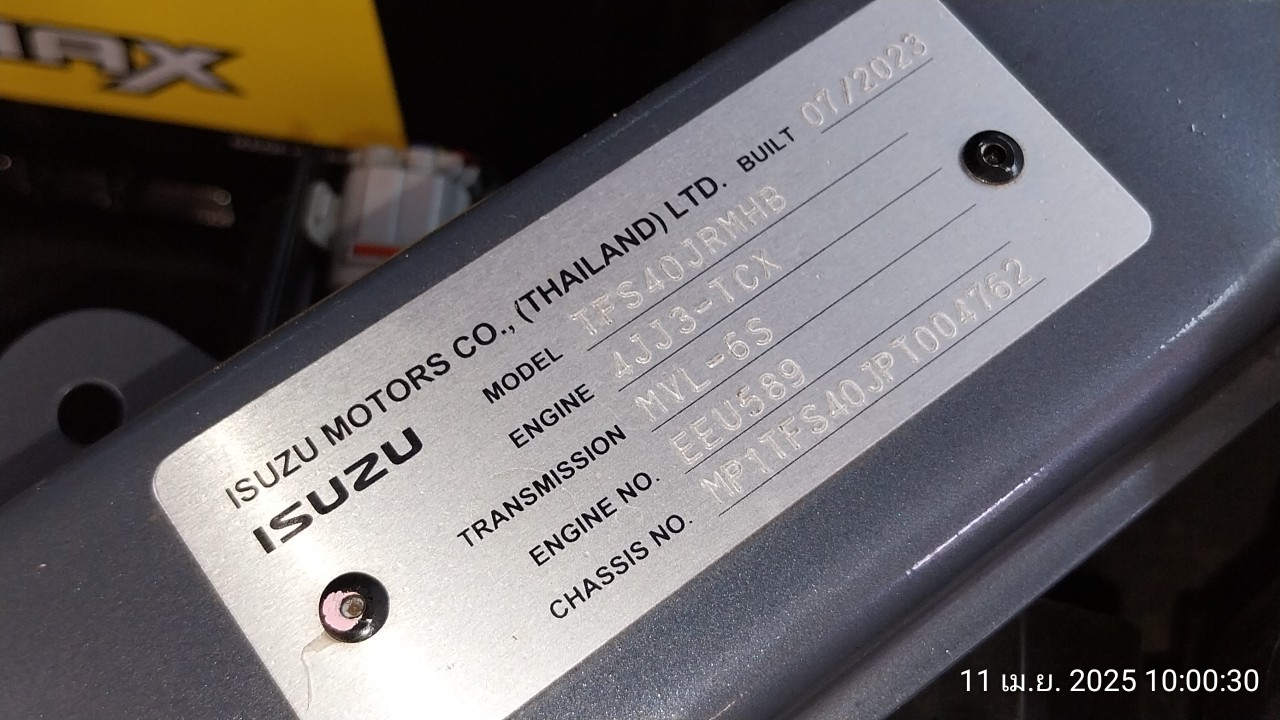 MAX
ISUZU MOTORS CO., (THAILAND) LTD. BUILT 07/2023
ISUZU
MODEL TFS40JRMHB
ENGINE 4JJ3-TCX
TRANSMISSION MVL-6S
ENGINE NO. EEU589
CHASSIS NO. MP1TFS40JPT004762
11 เม.ย. 2025 10:00:30